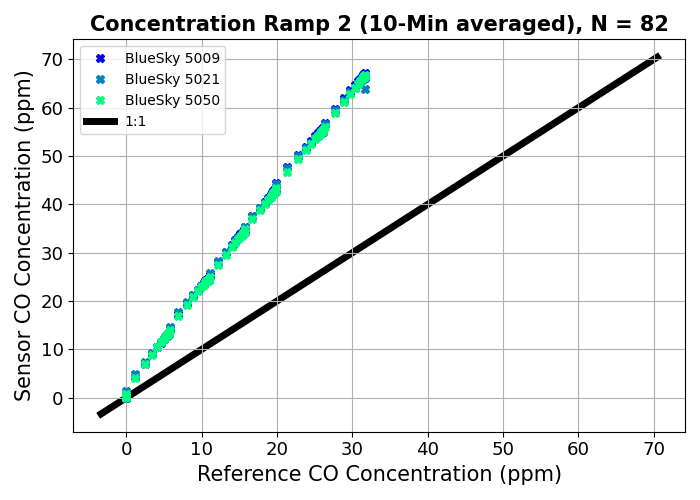 Concentration Ramp 2 (10-Min averaged), N = 82
BlueSky 5009
BlueSky 5021
BlueSky 5050
1:1
Sensor CO Concentration (ppm)
70
60
50
40
30
20
10
0
0 10 20 30 40 50 60 70
Reference CO Concentration (ppm)